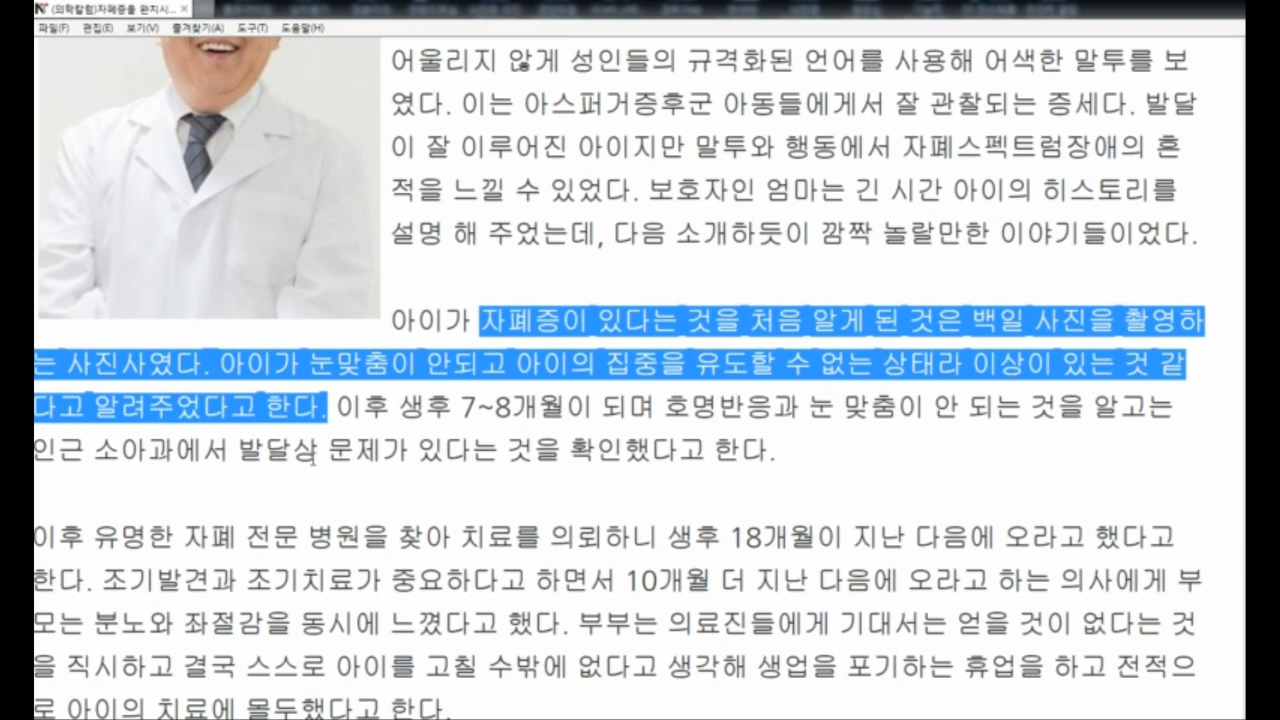 (의학칼럼)자폐증을 완치시...
파일(F) 편집(E) 보기(V) 즐겨찾기(A) 도구(T) 도움말(H)
어울리지 않게 성인들의 규격화된 언어를 사용해 어색한 말투를 보
였다. 이는 아스퍼거증후군 아동들에게서 잘 관찰되는 증세다. 발달
이 잘 이루어진 아이지만 말투와 행동에서 자폐스펙트럼장애의 흔
적을 느낄 수 있었다. 보호자인 엄마는 긴 시간 아이의 히스토리를
설명 해 주었는데, 다음 소개하듯이 깜짝 놀랄만한 이야기들이었다.
아이가 자폐증이 있다는 것을 처음 알게 된 것은 백일 사진을 촬영하
는 사진사였다. 아이가 눈맞춤이 안되고 아이의 집중을 유도할 수 없는 상태라 이상이 있는 것 같
다고 알려주었다고 한다. 이후 생후 7~8개월이 되며 호명반응과 눈 맞춤이 안 되는 것을 알고는
인근 소아과에서 발달상 문제가 있다는 것을 확인했다고 한다.
이후 유명한 자폐 전문 병원을 찾아 치료를 의뢰하니 생후 18개월이 지난 다음에 오라고 했다고
한다. 조기발견과 조기치료가 중요하다고 하면서 10개월 더 지난 다음에 오라고 하는 의사에게 부
모는 분노와 좌절감을 동시에 느꼈다고 했다. 부부는 의료진들에게 기대서는 얻을 것이 없다는 것
을 직시하고 결국 스스로 아이를 고칠 수밖에 없다고 생각해 생업을 포기하는 휴업을 하고 전적으
로 아이의 치료에 몰두했다고 한다.